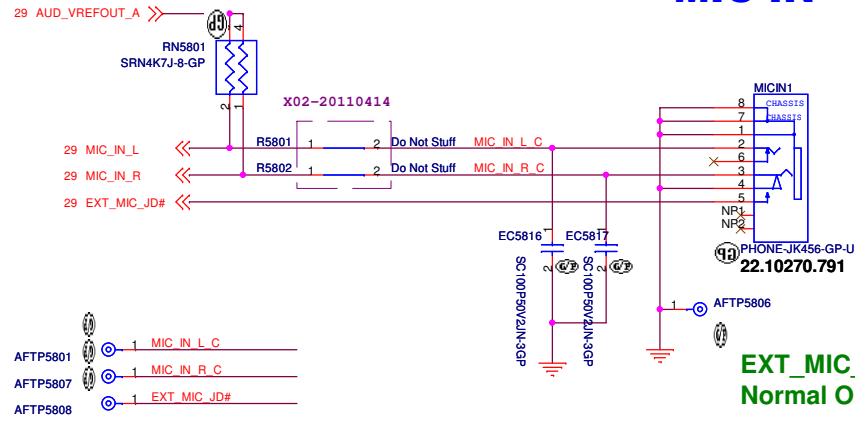 MIC IN
29 AUD_VREFOUT_A
RN5801
SRN4K7J-8-GP
4
2 1
X02-20110414
29 MIC_IN_L
R5801 1 2 Do Not Stuff MIC_IN_L_C
29 MIC_IN_R
R5802 1 2 Do Not Stuff MIC_IN_R_C
29 EXT_MIC_JD#
MICIN1
8 CHASSIS
7 CHASSIS
1
2
6
3
4
5
NP1
NP2
PHONE-JK456-GP-U
22.10270.791
EC5816 1 2
SC100P50V2JN-3GP
EC5817 1 2
SC100P50V2JN-3GP
1 AFTP5806
AFTP5801 1 MIC_IN_L_C
AFTP5807 1 MIC_IN_R_C
AFTP5808 1 EXT_MIC_JD#
EXT_MIC_
Normal O